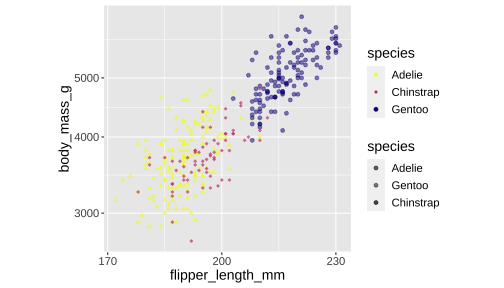 5000
4000
3000
body_mass_g
170
200
230
flipper_length_mm
species
Adelie
Chinstrap
Gentoo
species
Adelie
Gentoo
Chinstrap